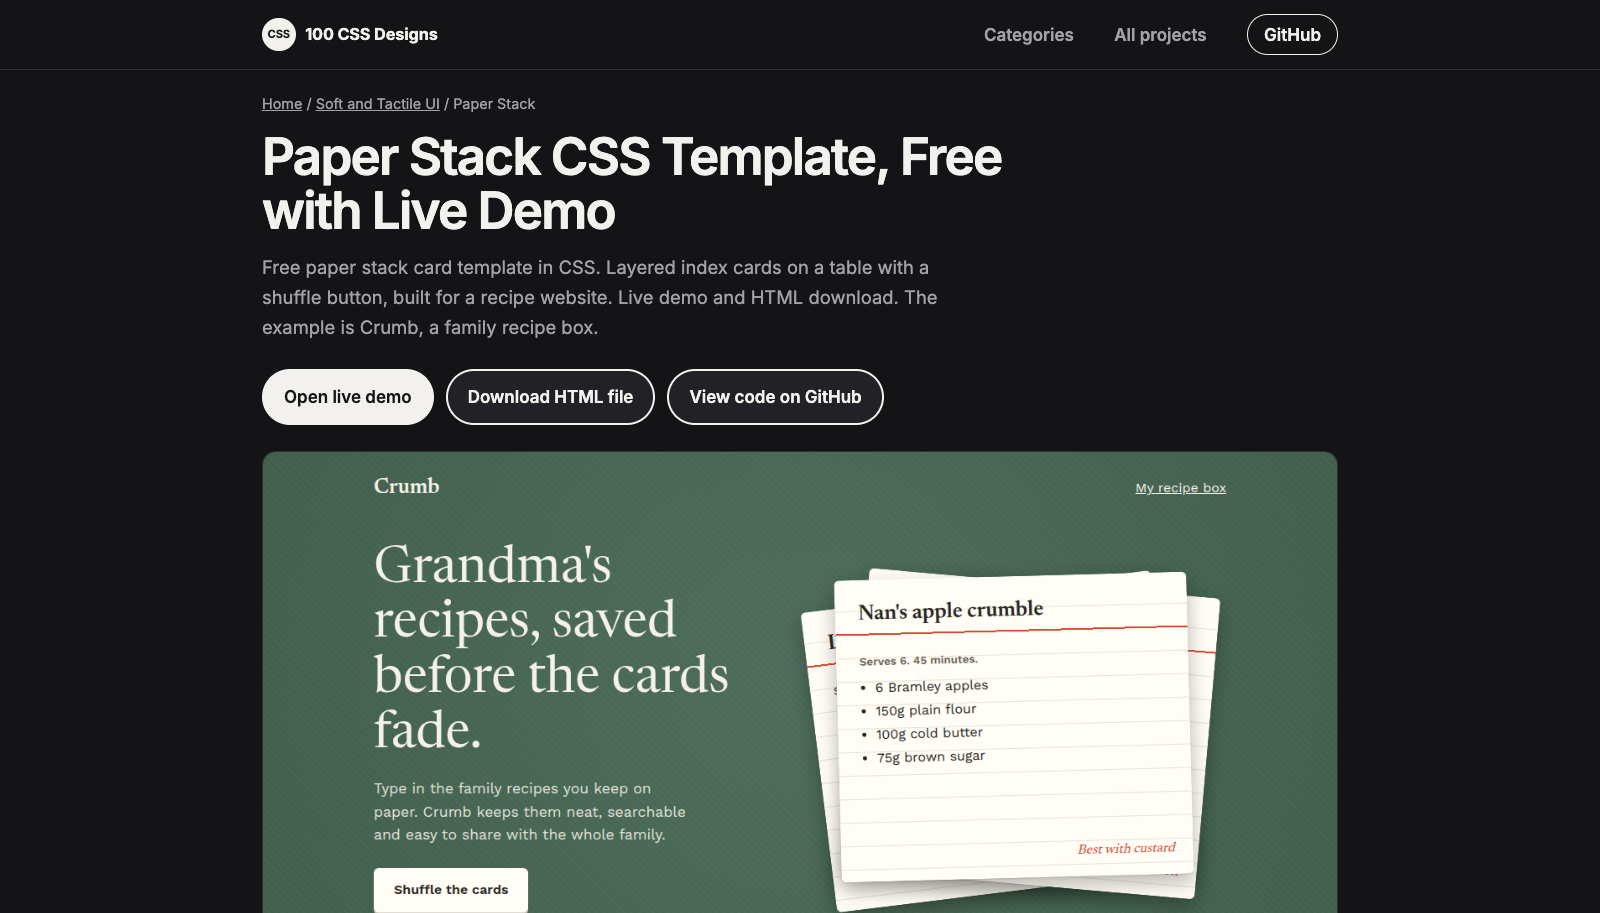 CSS 100 CSS Designs
Categories
All projects
GitHub
Home / Soft and Tactile UI / Paper Stack
Paper Stack CSS Template, Free
with Live Demo
Free paper stack card template in CSS. Layered index cards on a table with a
shuffle button, built for a recipe website. Live demo and HTML download. The
example is Crumb, a family recipe box.
Open live demo
Download HTML file
View code on GitHub
Crumb
My recipe box
Grandma's
recipes, saved
before the cards
fade.
Type in the family recipes you keep on
paper. Crumb keeps them neat, searchable
and easy to share with the whole family.
Shuffle the cards
Nan's apple crumble
Serves 6. 45 minutes.
• 6 Bramley apples
• 150g plain flour
• 100g cold butter
• 75g brown sugar
Best with custard